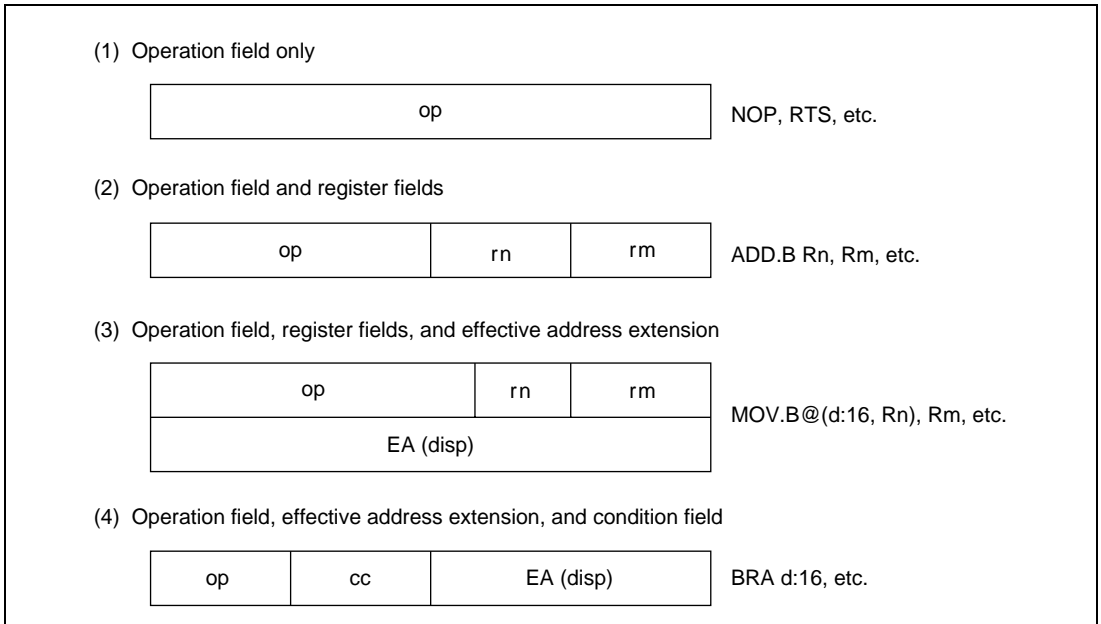 (1) Operation field only
op
NOP, RTS, etc.
(2) Operation field and register fields
op rn rm
ADD.B Rn, Rm, etc.
(3) Operation field, register fields, and effective address extension
op rn rm
EA (disp)
MOV.B@(d:16, Rn), Rm, etc.
(4) Operation field, effective address extension, and condition field
op cc EA (disp)
BRA d:16, etc.